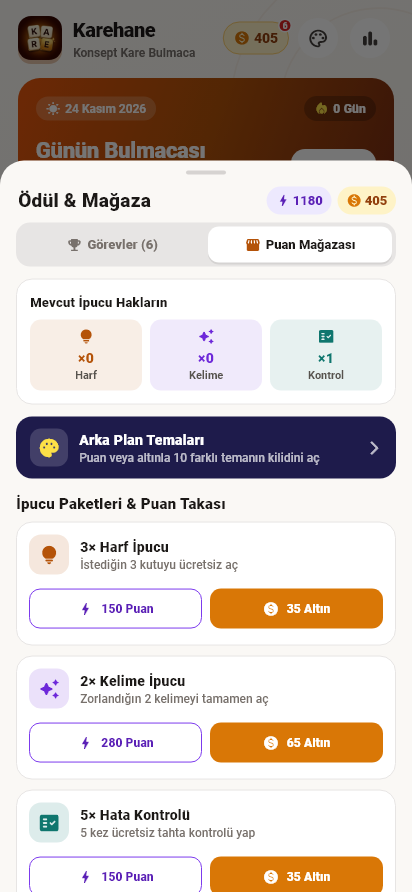 KA
RE
Karehane
Konsept Kare Bulmaca
405
6
24 Kasım 2026
0 Gün
Günün Bulmacası
Ödül & Mağaza
1180
405
Görevler (6)
Puan Mağazası
Mevcut İpucu Hakların
×0
Harf
×0
Kelime
×1
Kontrol
Arka Plan Temaları
Puan veya altınla 10 farklı temanın kilidini aç
İpucu Paketleri & Puan Takası
3× Harf İpucu
İstediğin 3 kutuyu ücretsiz aç
150 Puan
35 Altın
2× Kelime İpucu
Zorlandığın 2 kelimeyi tamamen aç
280 Puan
65 Altın
5× Hata Kontrolü
5 kez ücretsiz tahta kontrolü yap
150 Puan
35 Altın